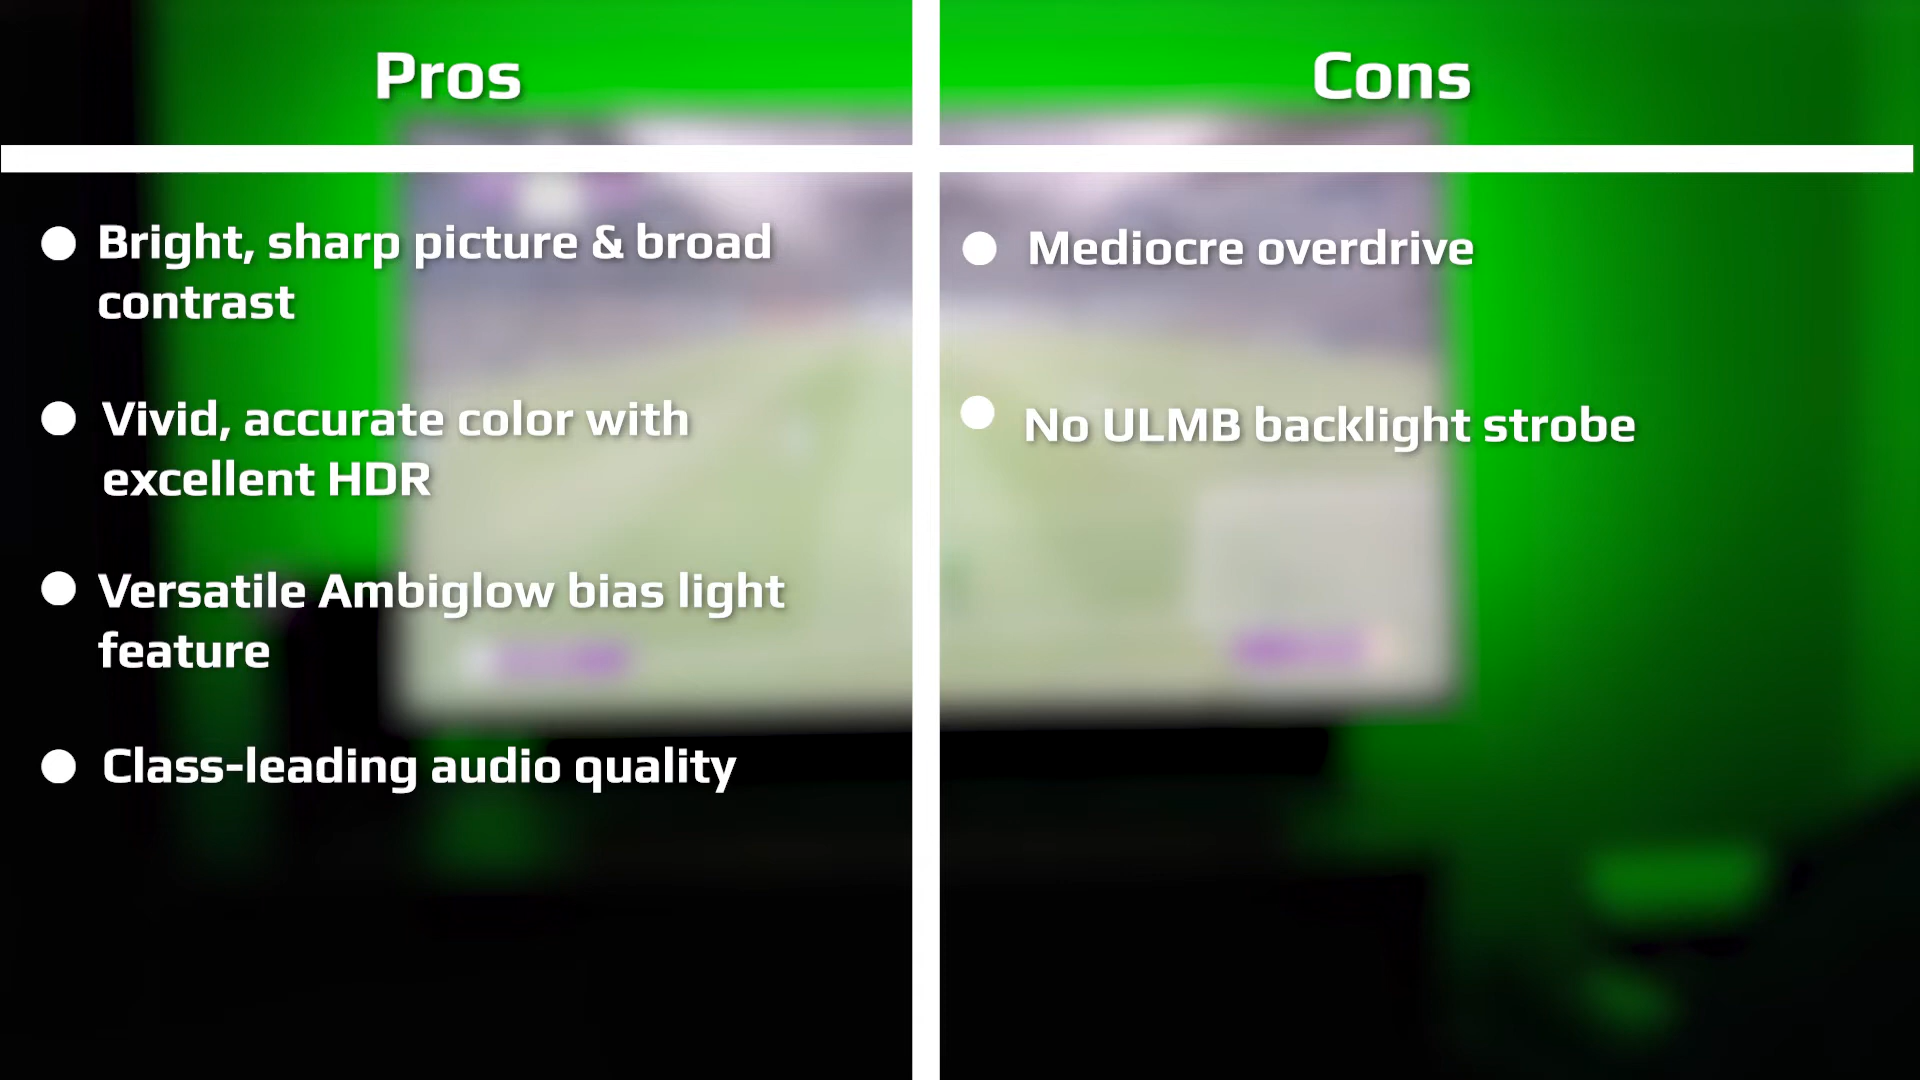 Pros
Cons
Bright, sharp picture & broad
contrast
Vivid, accurate color with
excellent HDR
Versatile Ambiglow bias light
feature
Class-leading audio quality
Mediocre overdrive
No ULMB backlight strobe